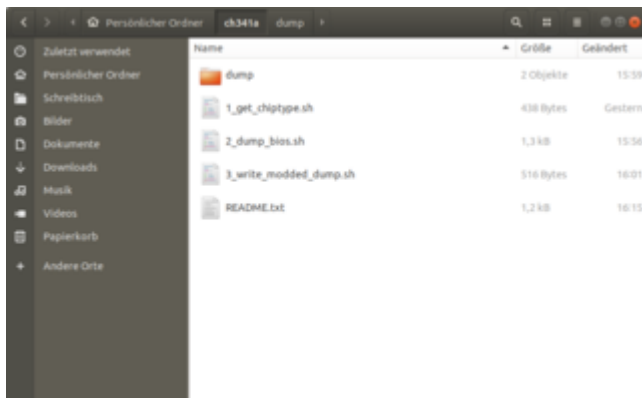 Persönlicher Ordner ch341a dump
Zuletzt verwendet
Persönlicher Ordner
Schreibtisch
Bilder
Dokumente
Downloads
Musik
Videos
Papierkorb
Andere Orte
Name Größe Geändert
dump 2 Objekte 15:59
1_get_chiptype.sh 438 Bytes Gestern
2_dump_bios.sh 1,3 kB 15:56
3_write_modded_dump.sh 516 Bytes 16:01
README.txt 1,2 kB 16:15